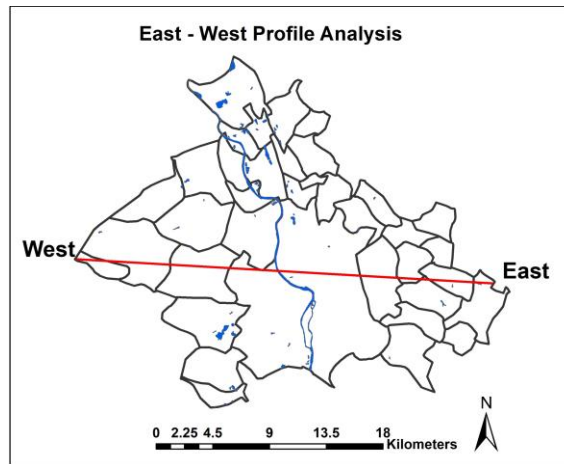 East - West Profile Analysis
West
East
N
0 2.25 4.5 9 13.5 18
Kilometers